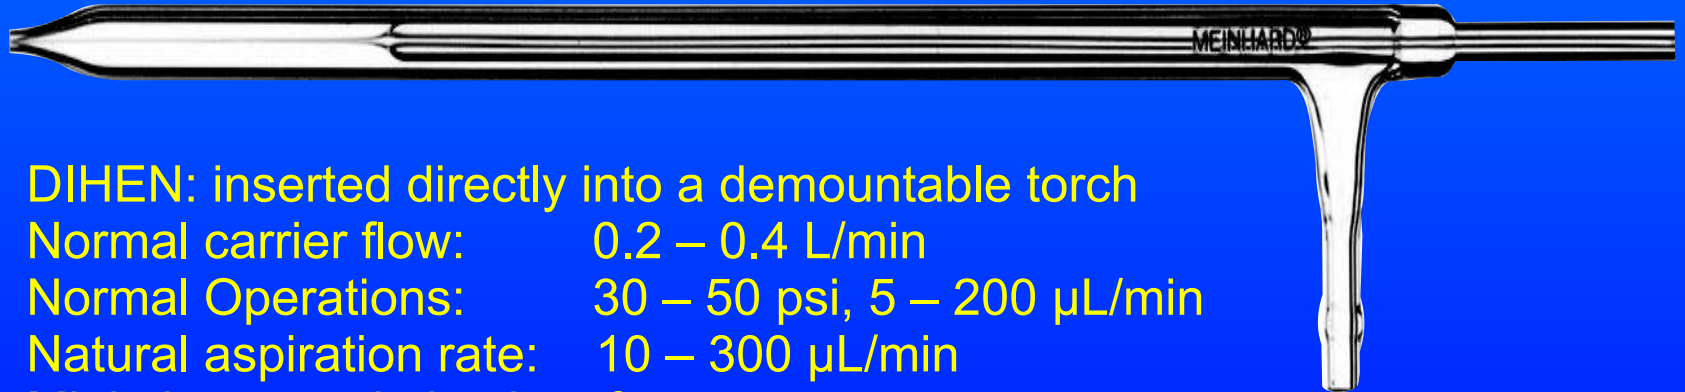 MEINHARD®
DIHEN: inserted directly into a demountable torch
Normal carrier flow: 0.2 – 0.4 L/min
Normal Operations: 30 – 50 psi, 5 – 200 µL/min
Natural aspiration rate: 10 – 300 µL/min